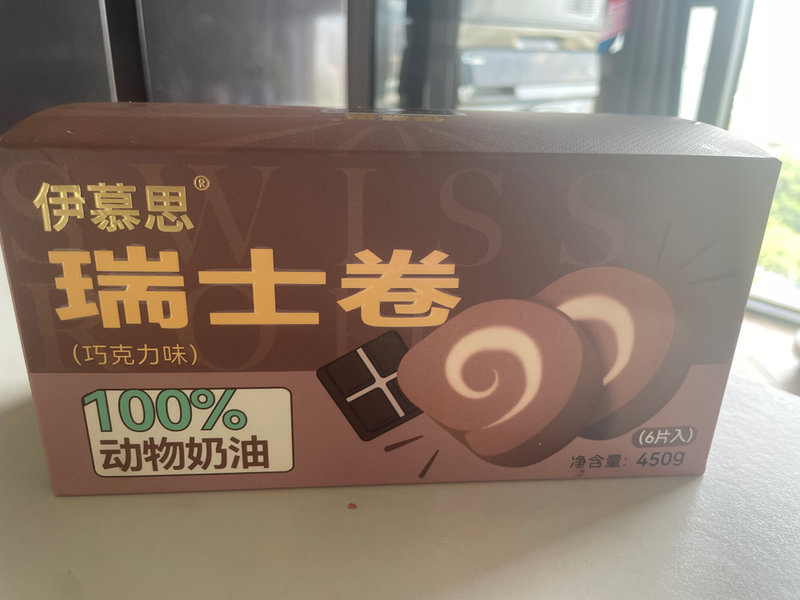 伊慕思®
SWISS
瑞士卷
(巧克力味)
100%
动物奶油
(6片入)
净含量: 450g